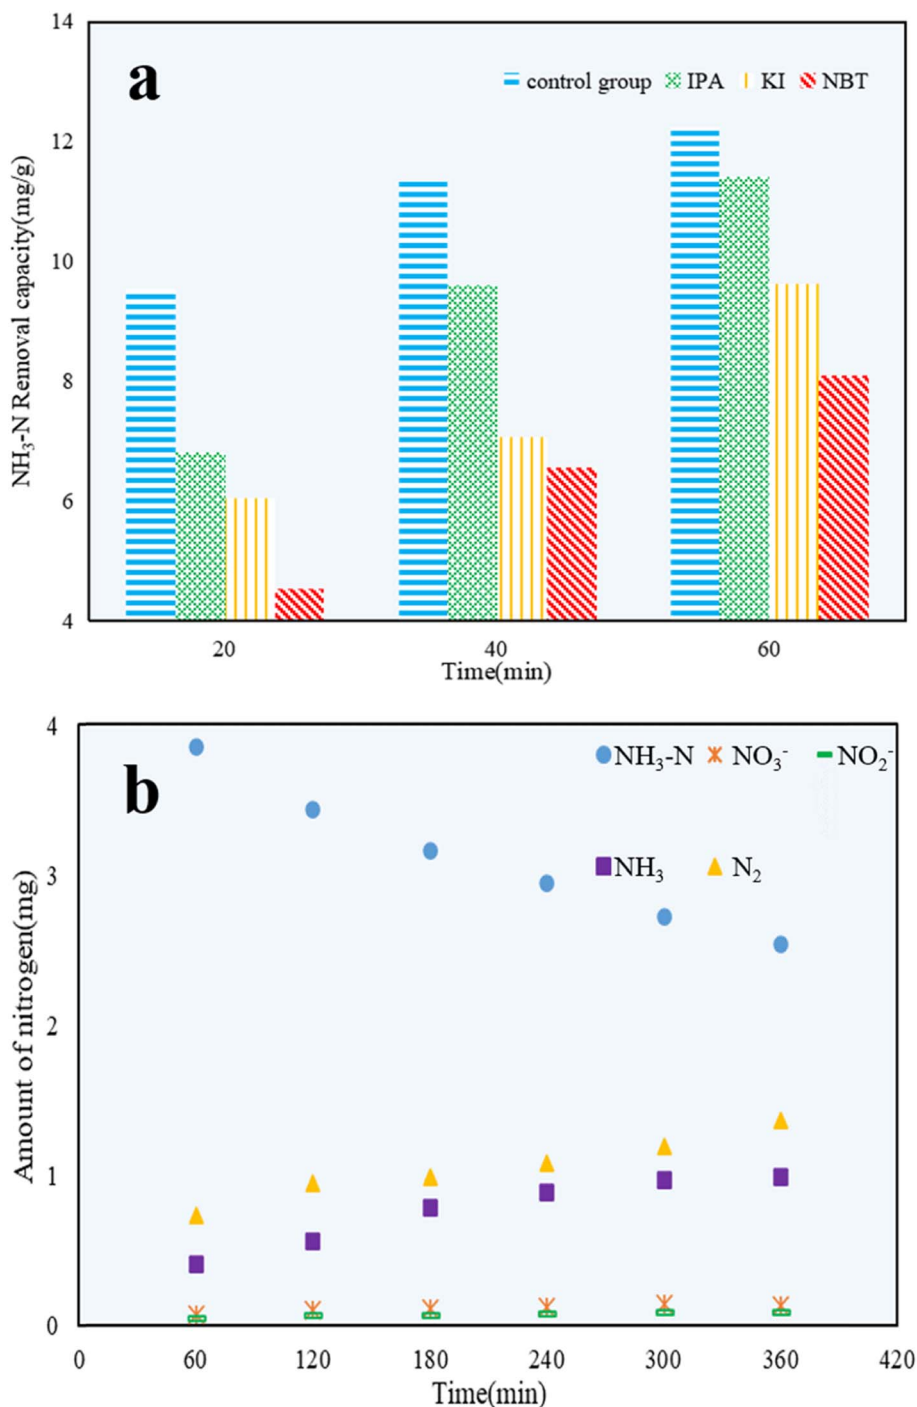 a
control group IPA KI NBT
NH₃-N Removal capacity(mg/g)
14
12
10
8
6
4
20 40 60
Time(min)
b
NH₃-N NO₃⁻ NO₂⁻
NH₃ N₂
Amount of nitrogen(mg)
4
3
2
1
0
0 60 120 180 240 300 360 420
Time(min)